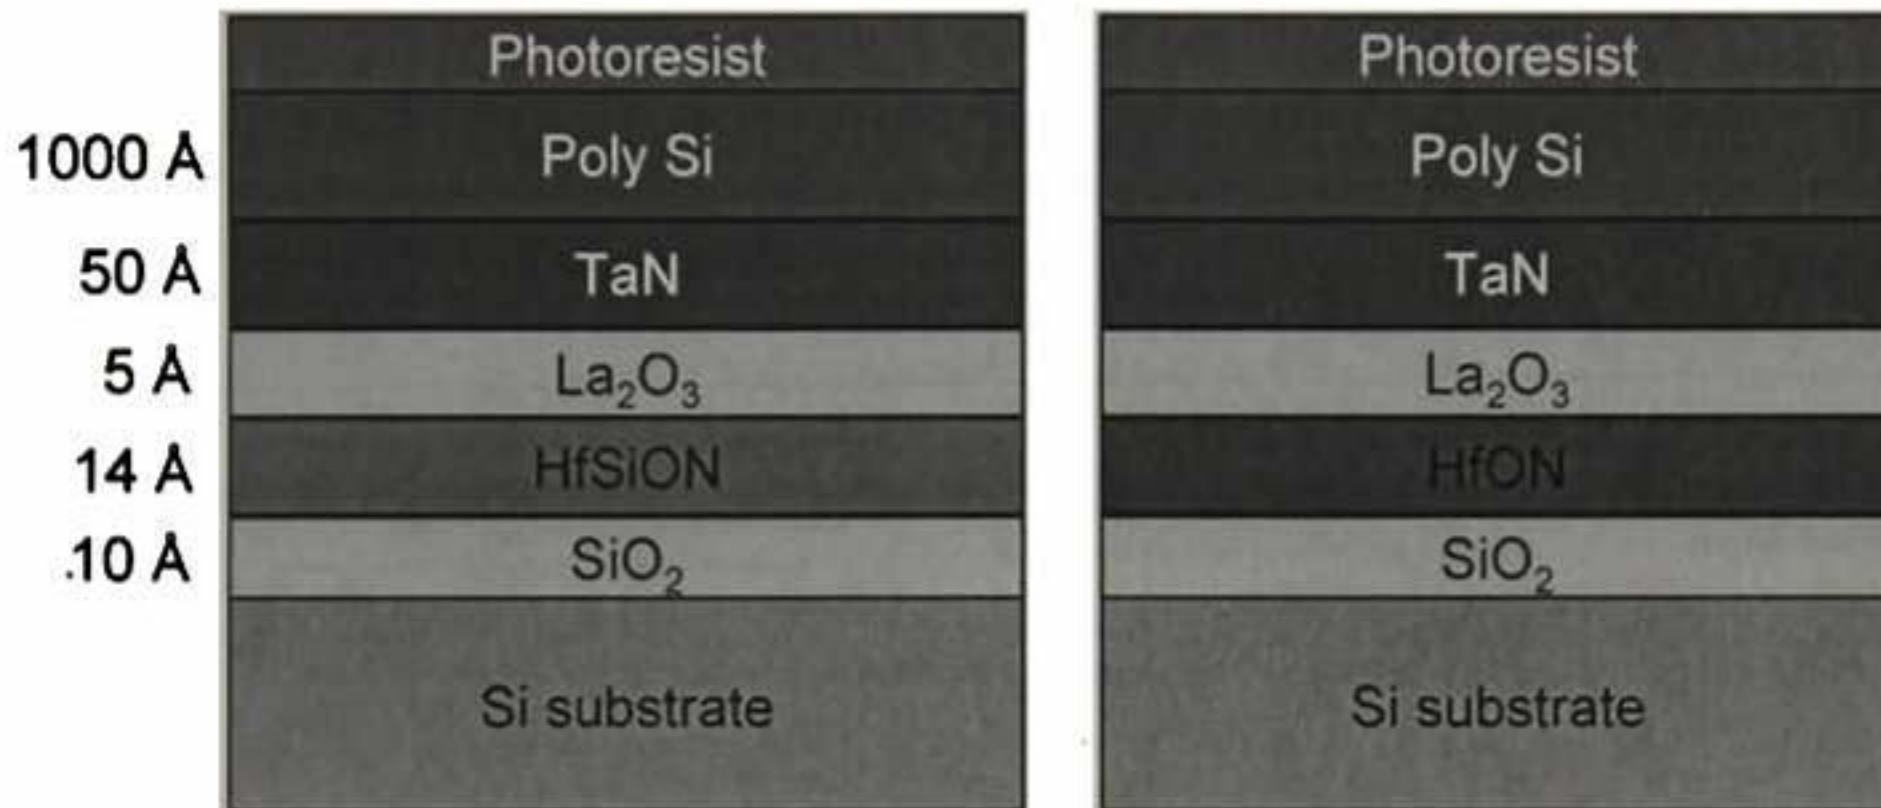 Photoresist Photoresist
1000 Å Poly Si Poly Si
50 Å TaN TaN
5 Å La₂O₃ La₂O₃
14 Å HfSiON HfON
.10 Å SiO₂ SiO₂
Si substrate Si substrate